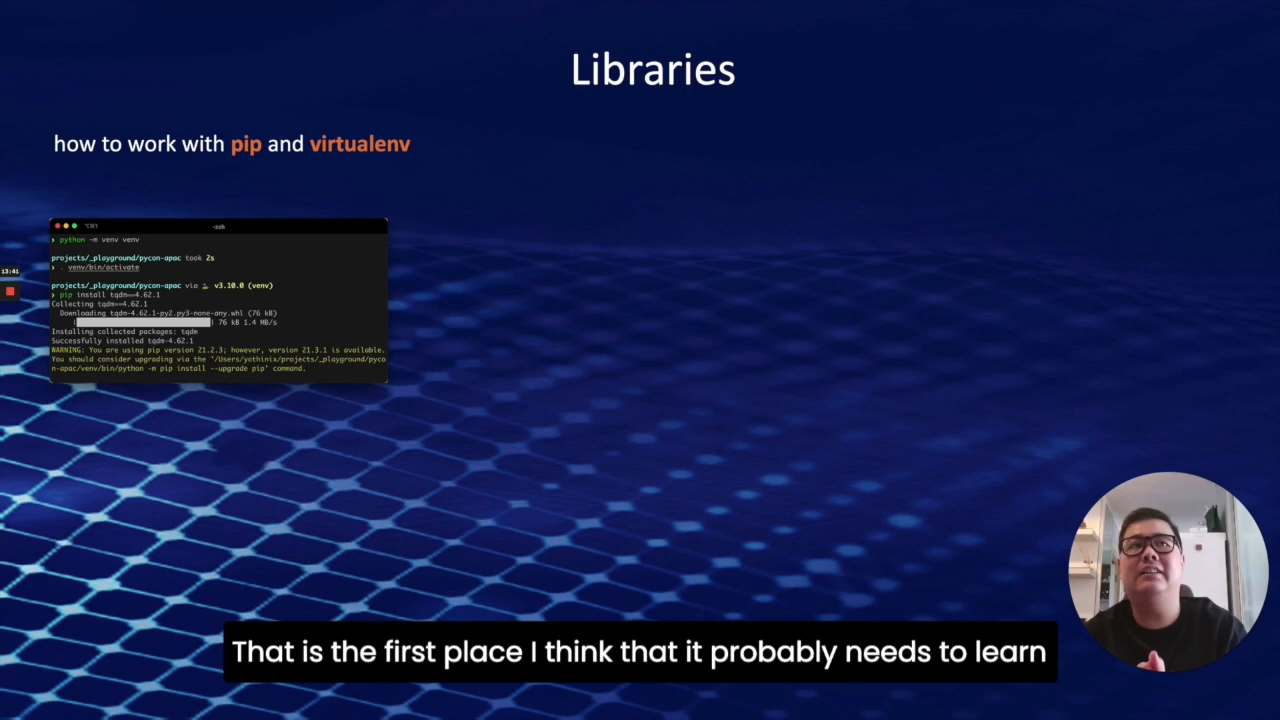 Libraries
how to work with pip and virtualenv
-zsh
› python -m venv venv
projects/_playground/pycon-apac took 2s
› . venv/bin/activate
projects/_playground/pycon-apac via v3.10.0 (venv)
› pip install tqdm==4.62.1
Collecting tqdm==4.62.1
Downloading tqdm-4.62.1-py2.py3-none-any.whl (76 kB)
| | 76 kB 1.4 MB/s
Installing collected packages: tqdm
Successfully installed tqdm-4.62.1
WARNING: You are using pip version 21.2.3; however, version 21.3.1 is available.
You should consider upgrading via the '/Users/yothinix/projects/_playground/pyco
n-apac/venv/bin/python -m pip install --upgrade pip' command.
13:41
That is the first place I think that it probably needs to learn